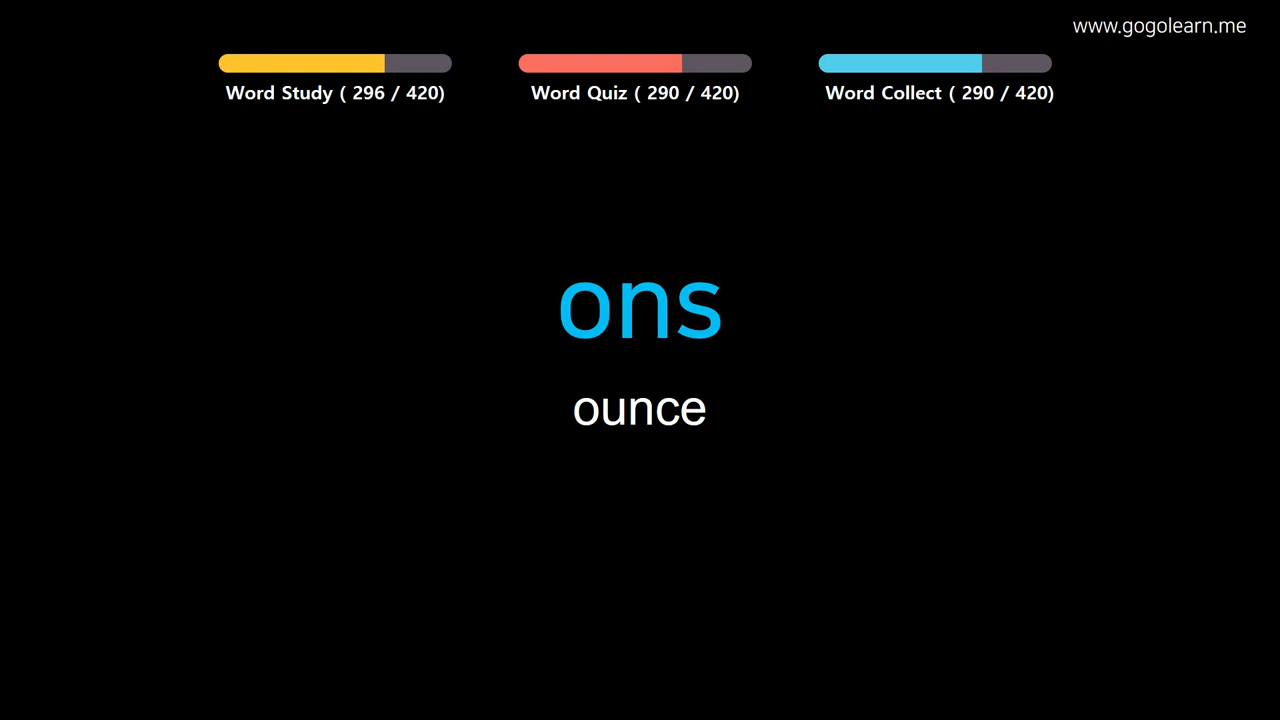 www.gogolearn.me
Word Study ( 296 / 420)
Word Quiz ( 290 / 420)
Word Collect ( 290 / 420)
ons
ounce